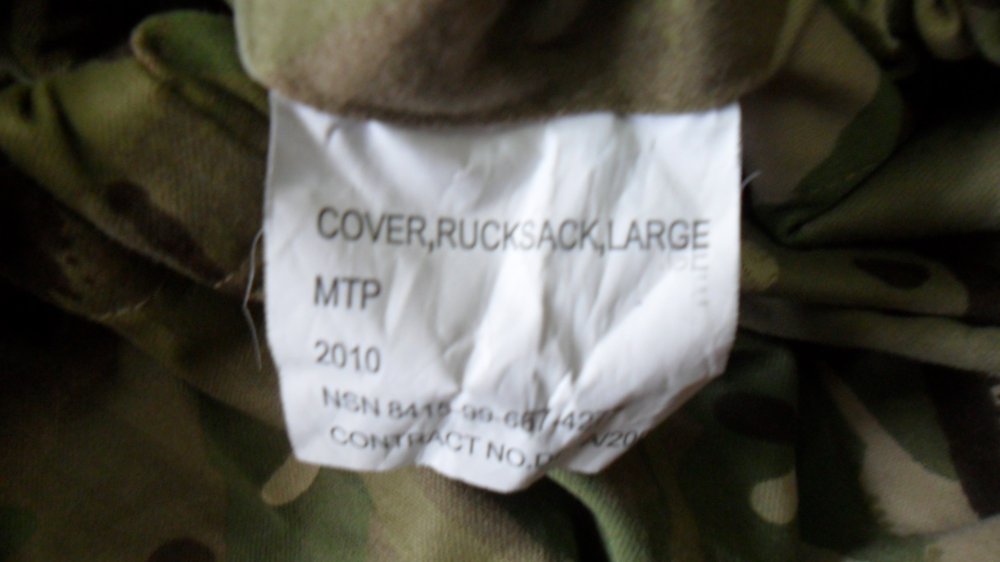 COVER,RUCKSACK,LARGE
MTP
2010
NSN
CONTRACT NO.